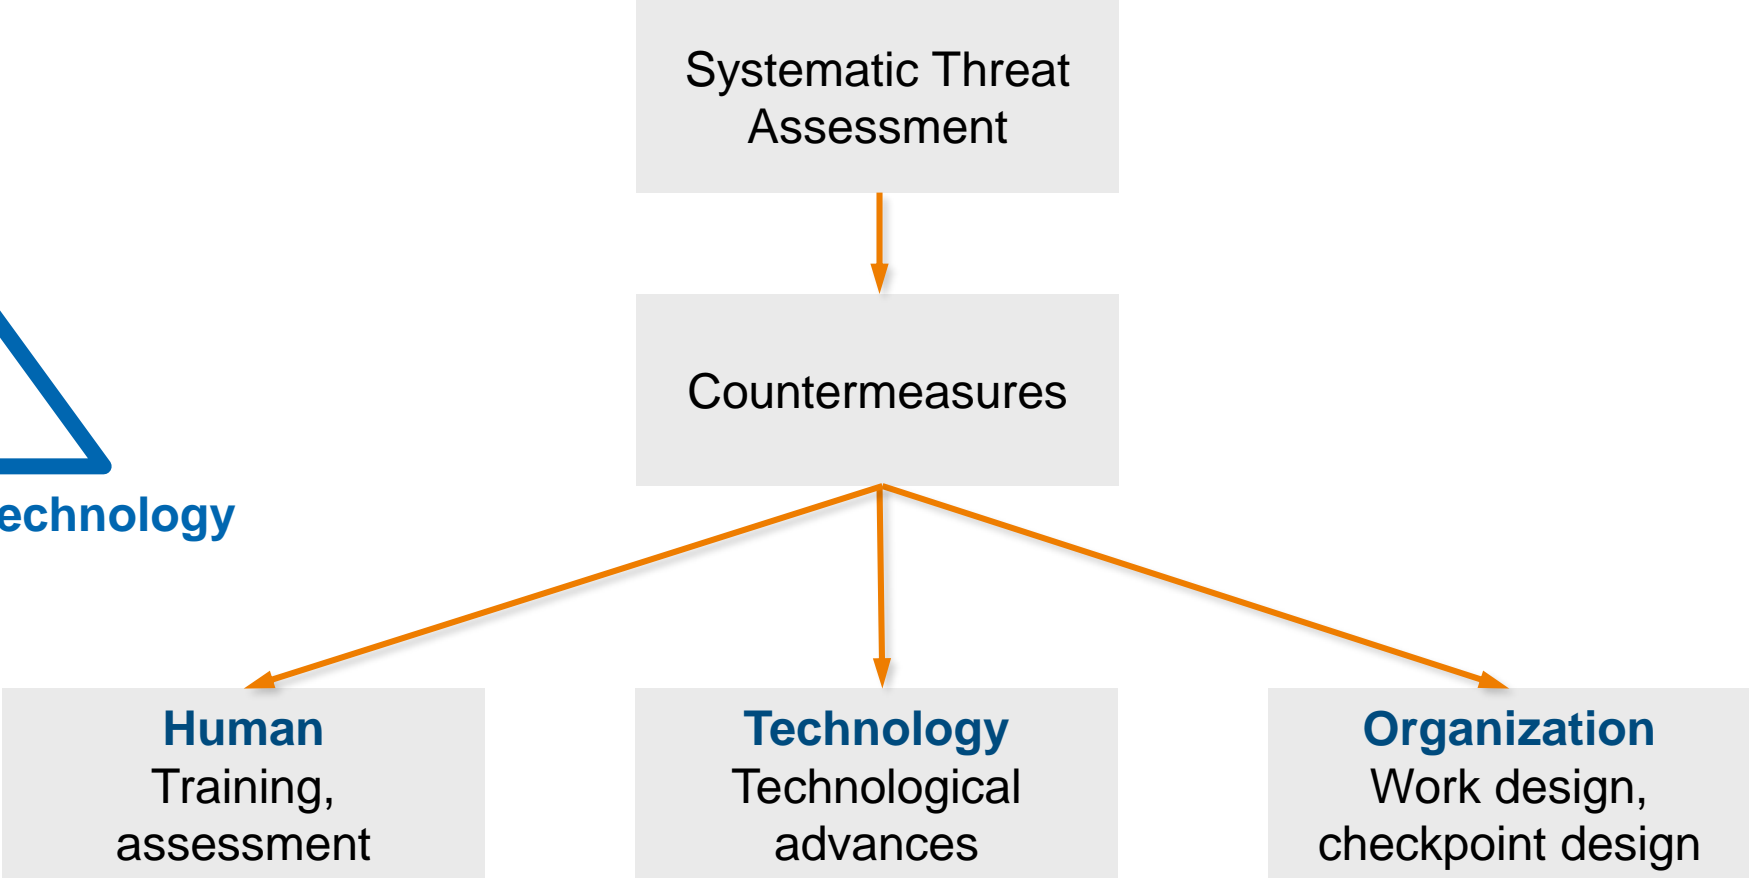 Systematic Threat
Assessment
Countermeasures
echnology
Human
Training,
assessment
Technology
Technological
advances
Organization
Work design,
checkpoint design